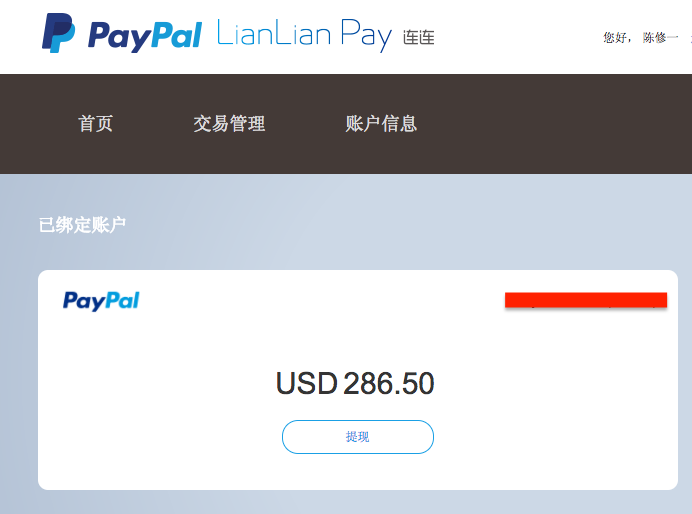 PayPal LianLian Pay 连连
您好， 陈修一
首页 交易管理 账户信息
已绑定账户
PayPal
USD 286.50
提现